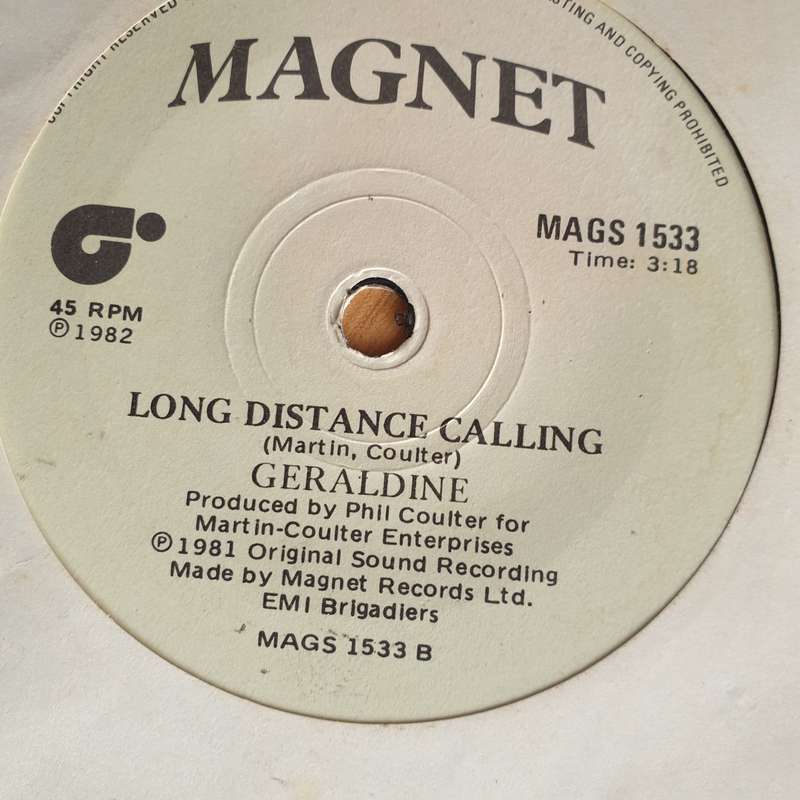 COPYRIGHT RESERVED
AND COPYING PROHIBITED
MAGNET
MAGS 1533
Time: 3:18
45 RPM
℗ 1982
LONG DISTANCE CALLING
(Martin, Coulter)
GERALDINE
Produced by Phil Coulter for
Martin-Coulter Enterprises
℗ 1981 Original Sound Recording
Made by Magnet Records Ltd.
EMI Brigadiers
MAGS 1533 B